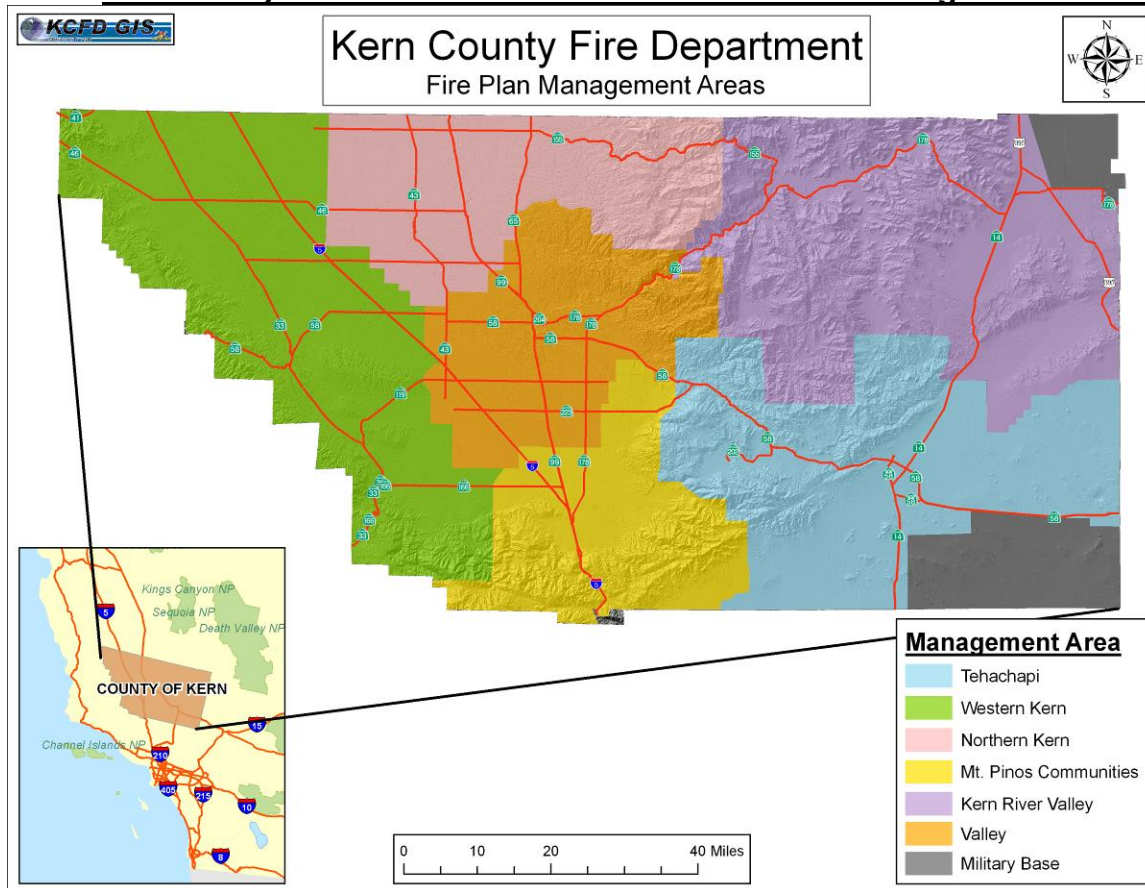 KCFD GIS
Kern County Fire Department
Fire Plan Management Areas
N
W E
S
41
46
43
46
65
155
155
178
395
178
14
395
5
99
178
33
58
58
58
204
178
178
58
43
58
119
223
58
202
14
58
58
14
5
99
178
166
166
33
166
33
5
Kings Canyon NP
Sequoia NP
Death Valley NP
5
COUNTY OF KERN
15
Channel Islands NP
210
405
215
10
8
Management Area
Tehachapi
Western Kern
Northern Kern
Mt. Pinos Communities
Kern River Valley
Valley
Military Base
0 10 20 40 Miles